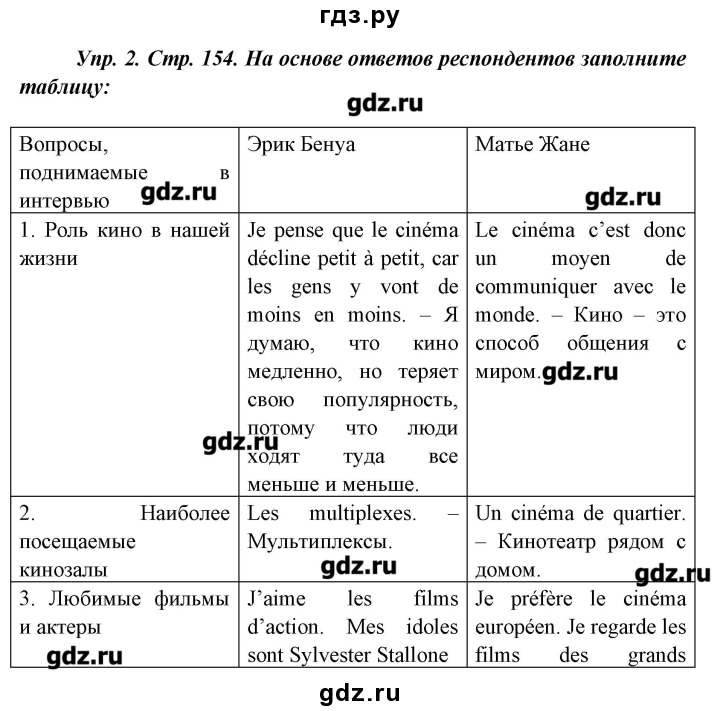 гдз.ру
Упр. 2. Стр. 154. На основе ответов респондентов заполните
таблицу:
gdz.ru
Вопросы,
поднимаемые в
интервью
gdz.ru
Эрик Бенуа
Матье Жане
gdz.ru
1. Роль кино в нашей
жизни
Je pense que le cinéma
décline petit à petit, car
les gens y vont de
moins en moins. – Я
думаю, что кино
медленно, но теряет
свою популярность,
потому что люди
ходят туда все
меньше и меньше.
gdz.ru
Le cinéma c’est donc
un moyen de
communiquer avec le
monde. – Кино – это
способ общения с
миром.
gdz.ru
2. Наиболее
посещаемые
кинозалы
Les multiplexes. –
Мультиплексы.
gdz.ru
Un cinéma de quartier.
– Кинотеатр рядом с
домом.
gdz.ru
3. Любимые фильмы
и актеры
gdz.ru
J’aime les films
d’action. Mes idoles
sont Sylvester Stallone
Je préfère le cinéma
européen. Je regarde les
films des grands
gdz.ru